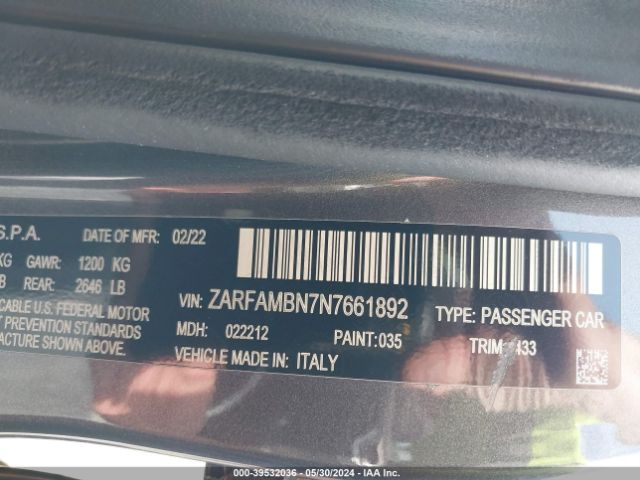 S.P.A. DATE OF MFR: 02/22
KG GAWR: 1200 KG
B REAR: 2646 LB
CABLE U.S. FEDERAL MOTOR
PREVENTION STANDARDS
ACTURE SHOWN ABOVE.
VIN: ZARFAMBN7N7661892 TYPE: PASSENGER CAR
MDH: 022212 PAINT:035 TRIM: 433
VEHICLE MADE IN: ITALY
000-39532036 - 05/30/2024 - IAA Inc.